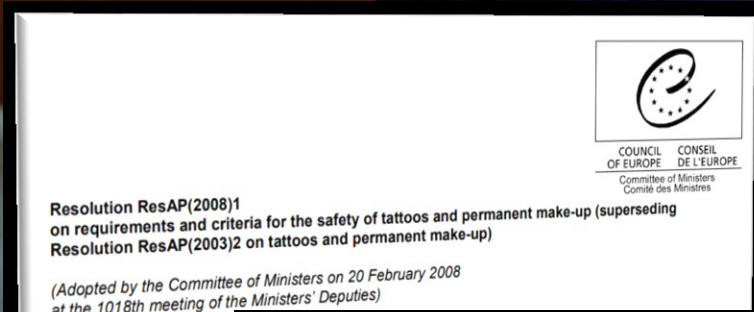 COUNCIL CONSEIL
OF EUROPE DE L'EUROPE
Committee of Ministers
Comité des Ministres
Resolution ResAP(2008)1
on requirements and criteria for the safety of tattoos and permanent make-up (superseding
Resolution ResAP(2003)2 on tattoos and permanent make-up)
(Adopted by the Committee of Ministers on 20 February 2008
at the 1018th meeting of the Ministers' Deputies)